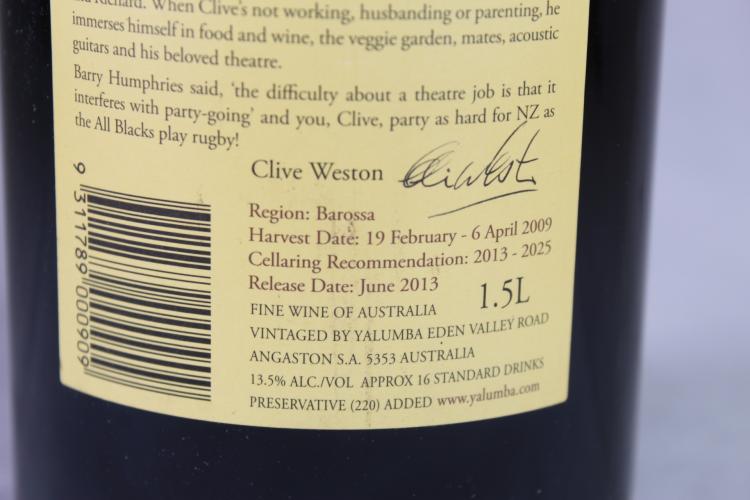 Richard. When Clive's not working, husbanding or parenting, he
immerses himself in food and wine, the veggie garden, mates, acoustic
guitars and his beloved theatre.
Barry Humphries said, 'the difficulty about a theatre job is that it
interferes with party-going' and you, Clive, party as hard for NZ as
the All Blacks play rugby!
Clive Weston
Region: Barossa
Harvest Date: 19 February - 6 April 2009
Cellaring Recommendation: 2013 - 2025
Release Date: June 2013
1.5L
FINE WINE OF AUSTRALIA
VINTAGED BY YALUMBA EDEN VALLEY ROAD
ANGASTON S.A. 5353 AUSTRALIA
13.5% ALC./VOL APPROX 16 STANDARD DRINKS
PRESERVATIVE (220) ADDED www.yalumba.com
9 311789 000909